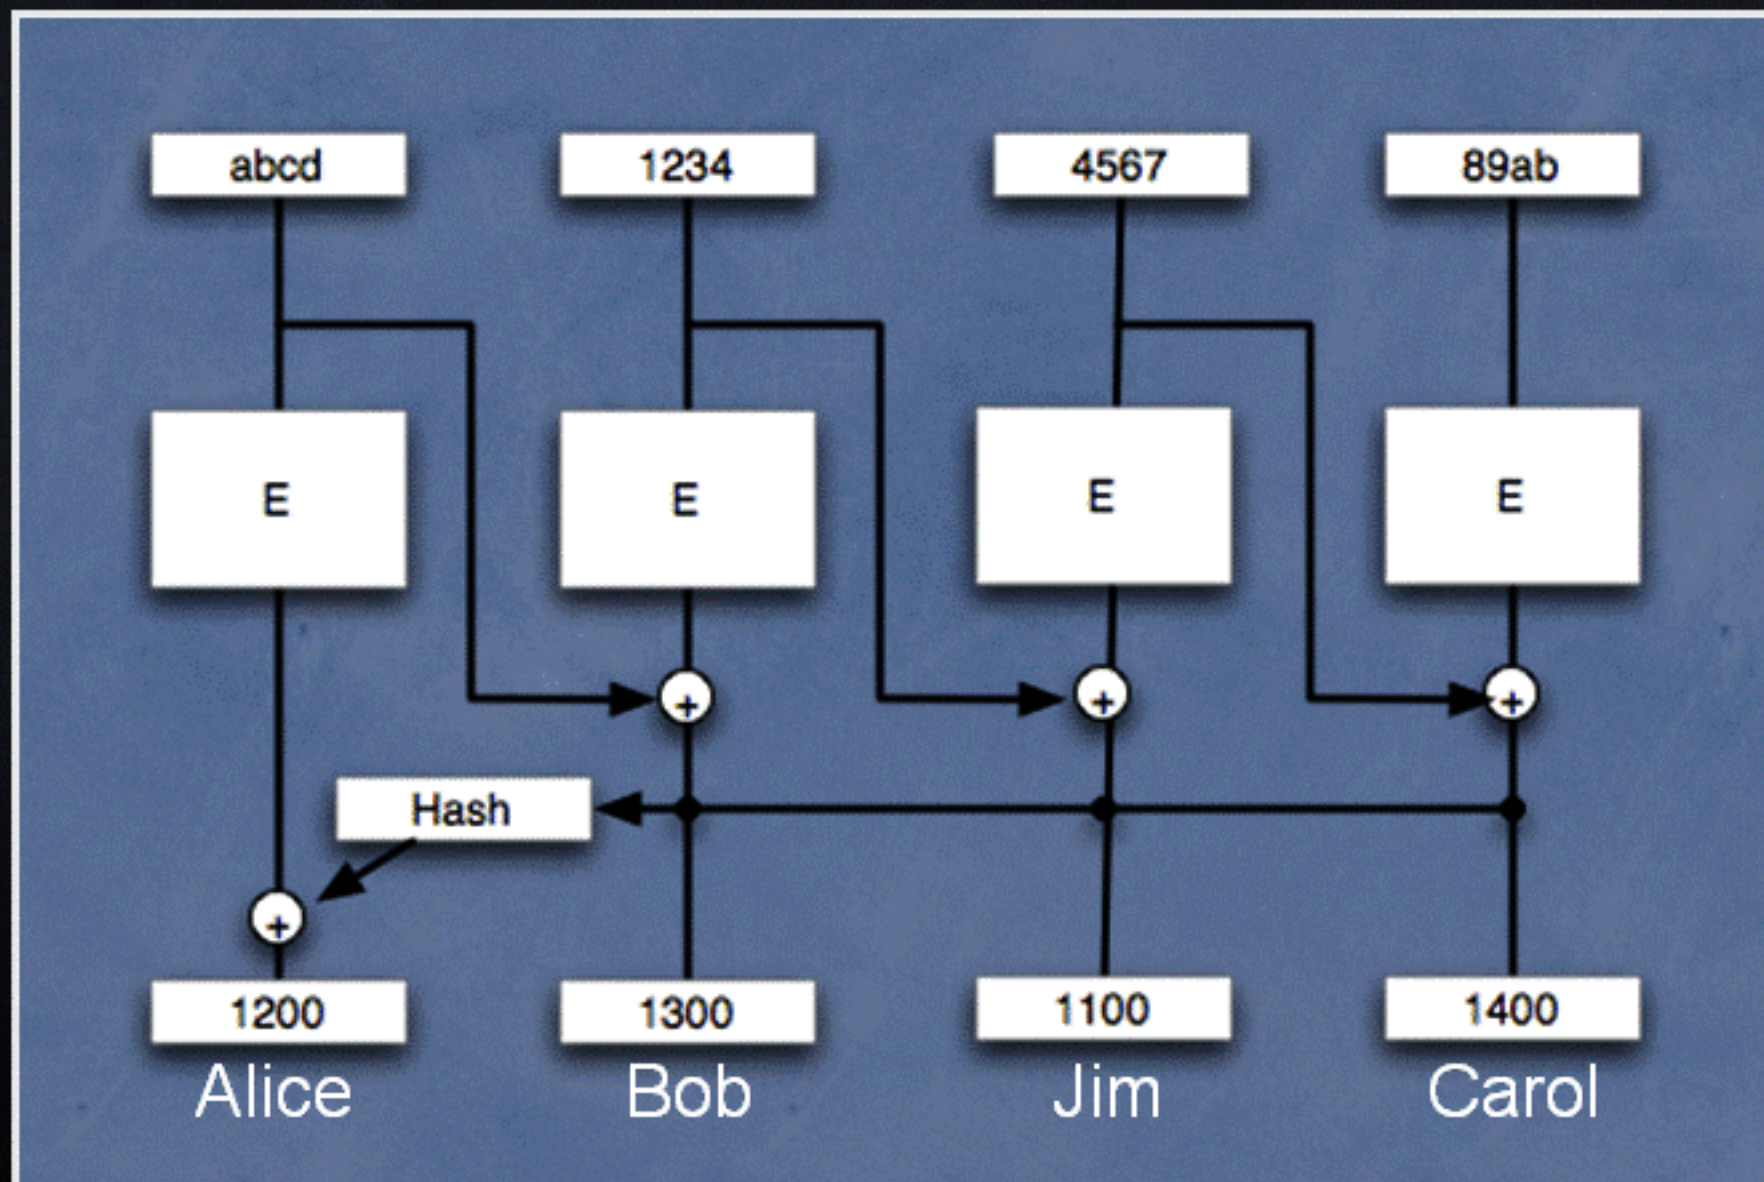 abcd 1234 4567 89ab
E E E E
+ + +
Hash
+
1200 1300 1100 1400
Alice Bob Jim Carol